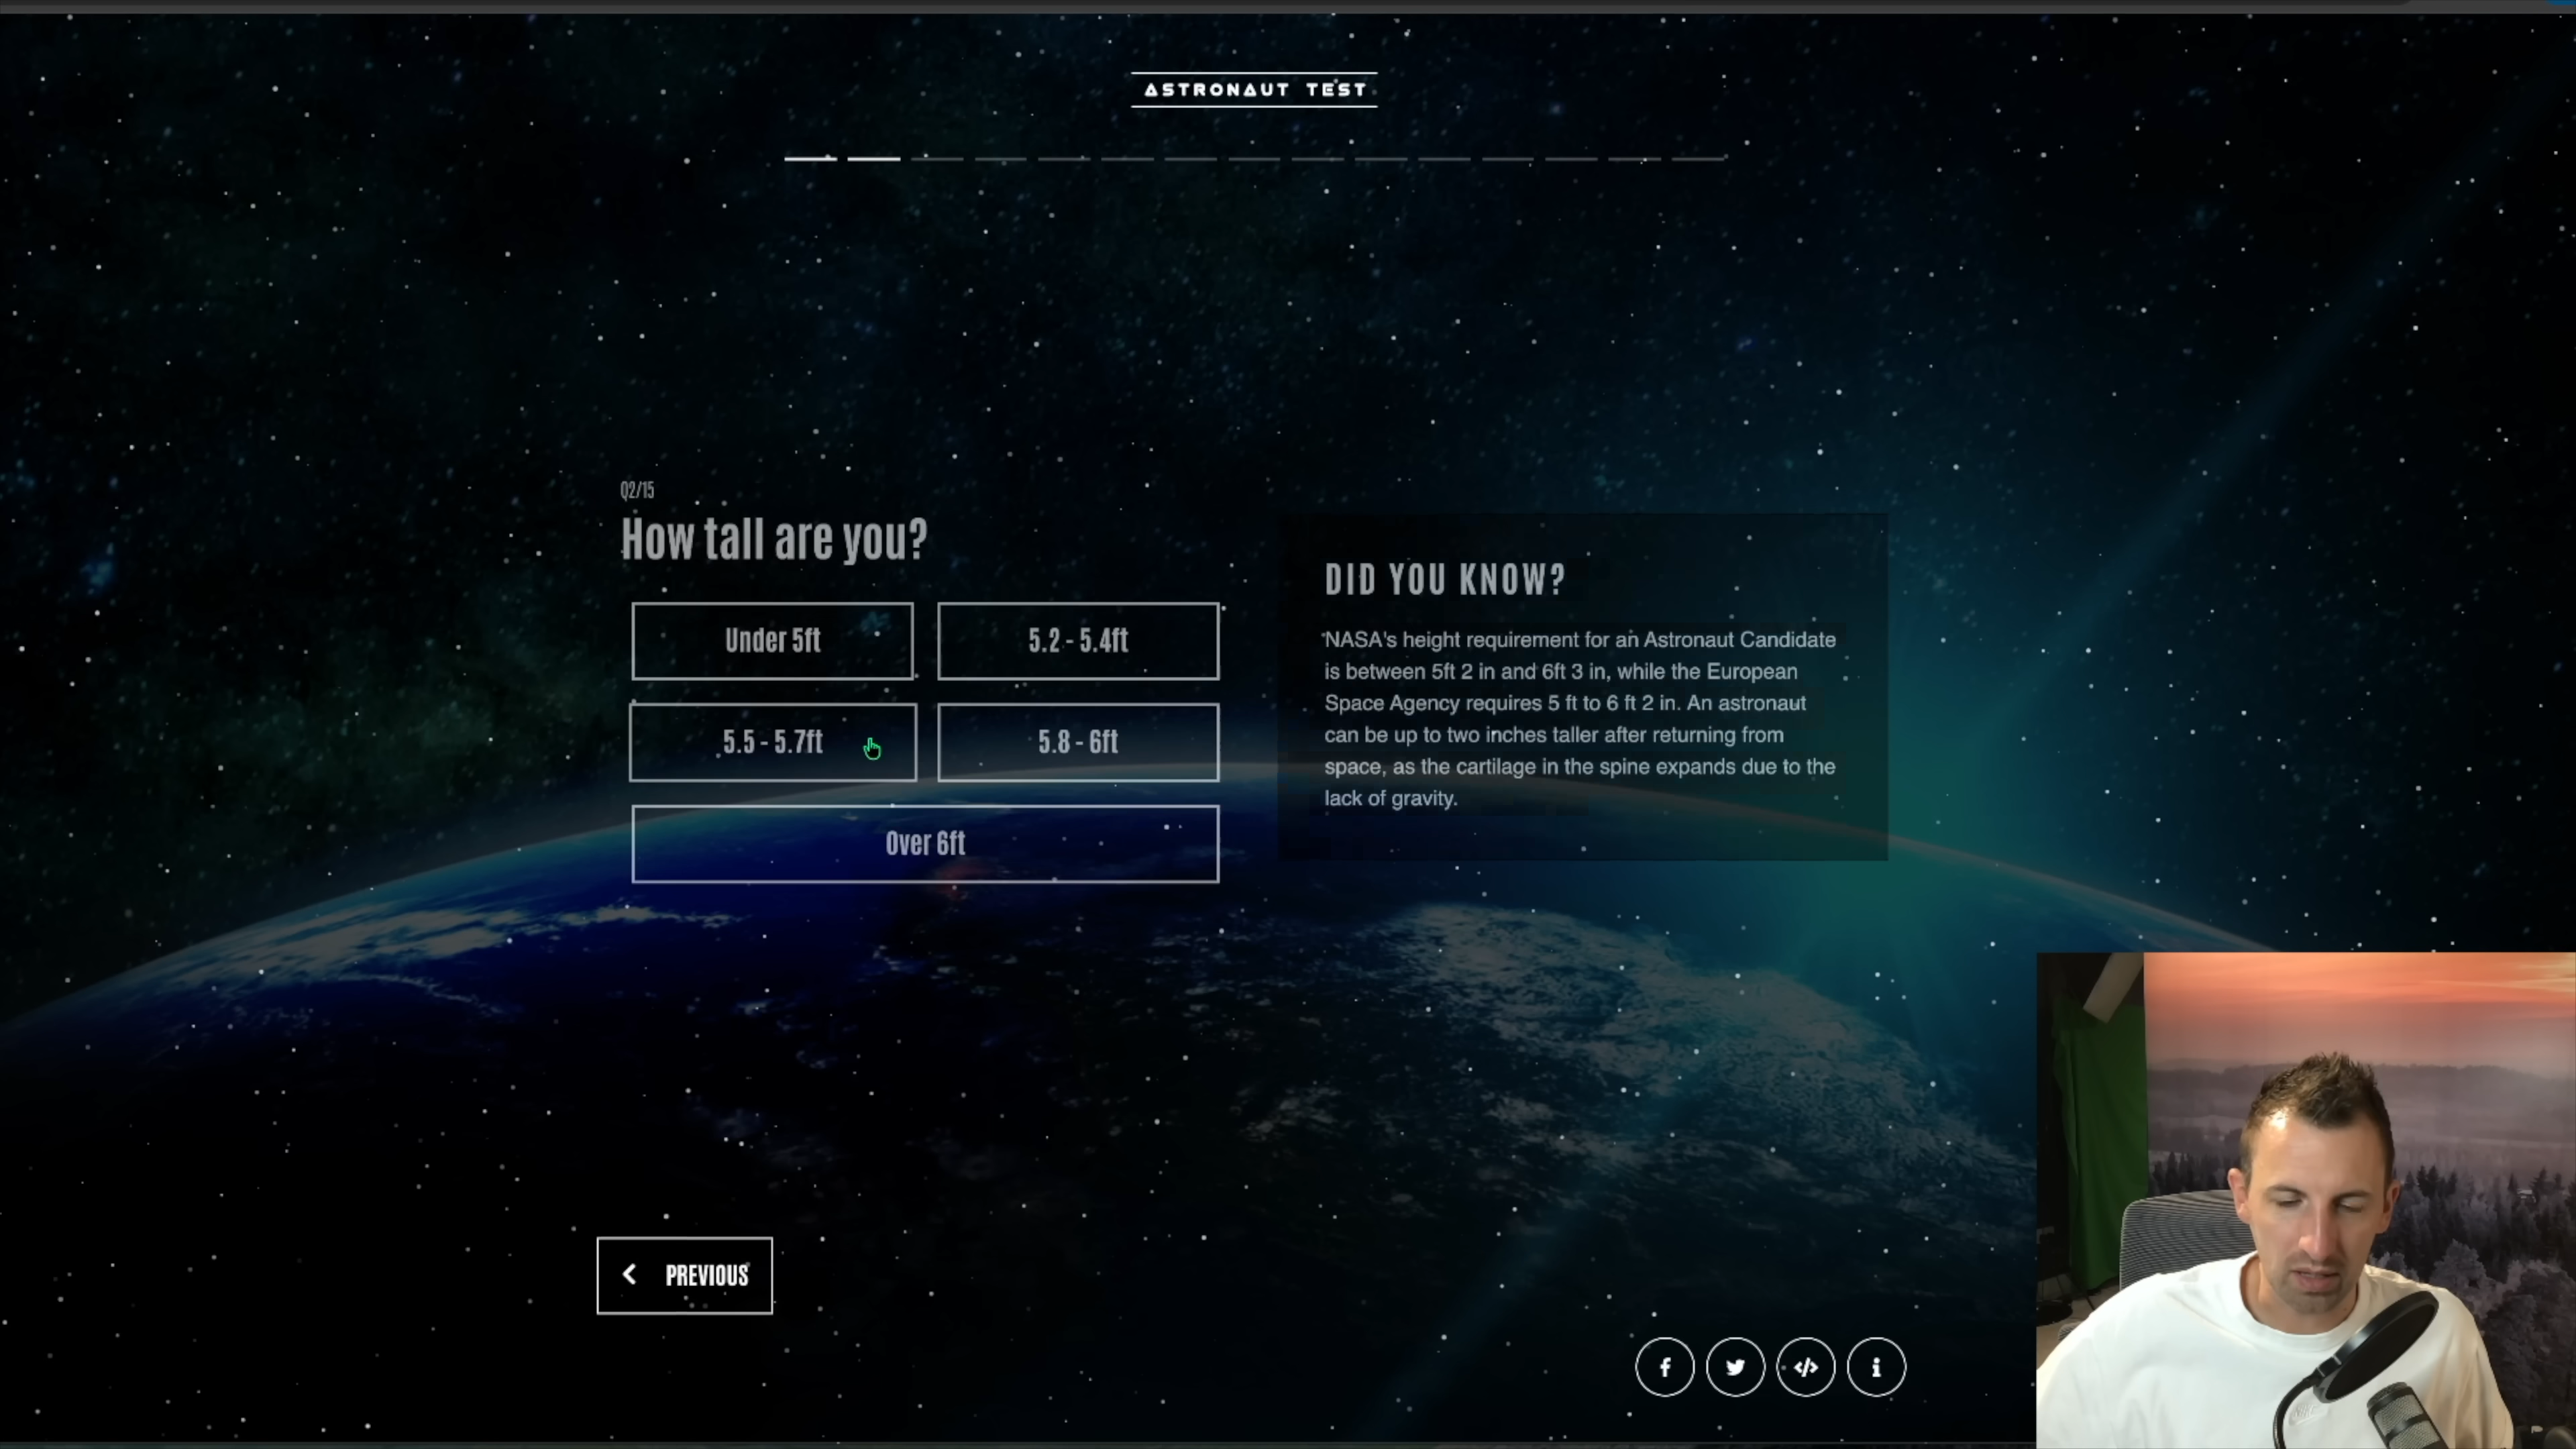 ASTRONAUT TEST
Q2/15
How tall are you?
Under 5ft
5.2 - 5.4ft
5.5 - 5.7ft
5.8 - 6ft
Over 6ft
DID YOU KNOW?
NASA's height requirement for an Astronaut Candidate
is between 5ft 2 in and 6ft 3 in, while the European
Space Agency requires 5 ft to 6 ft 2 in. An astronaut
can be up to two inches taller after returning from
space, as the cartilage in the spine expands due to the
lack of gravity.
PREVIOUS